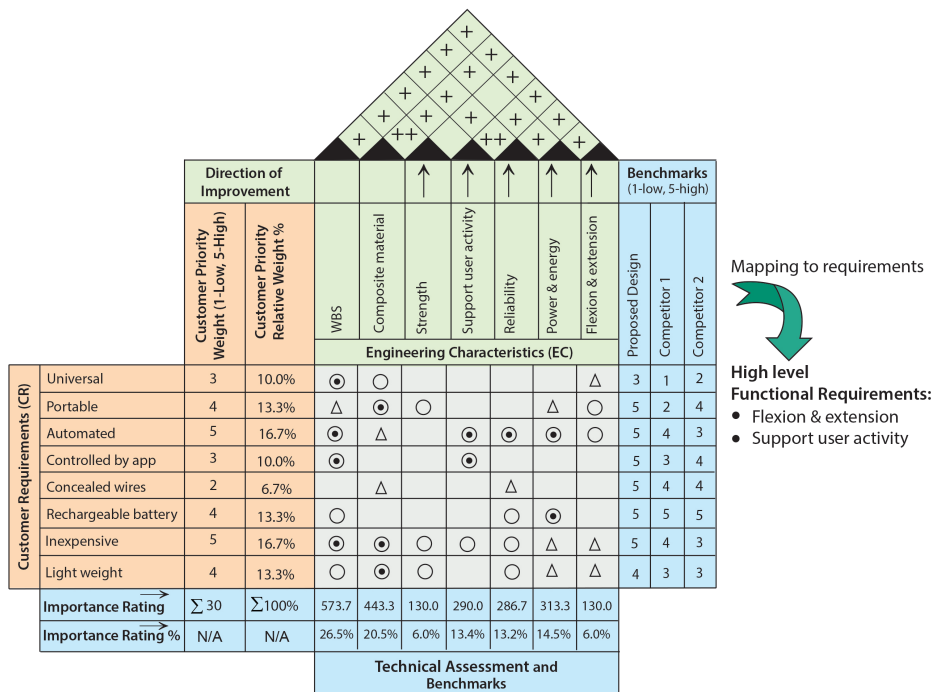 +
+ +
+ + +
+ + + +
+ + + + +
+ ++ ++ + +
Direction of
Improvement
Benchmarks
(1-low, 5-high)
Customer Priority
Weight (1-Low, 5-High)
Customer Priority
Relative Weight %
WBS
Composite material
Strength
Support user activity
Reliability
Power & energy
Flexion & extension
Proposed Design
Competitor 1
Competitor 2
Engineering Characteristics (EC)
Customer Requirements (CR)
Universal 3 10.0% 3 1 2
Portable 4 13.3% 5 2 4
Automated 5 16.7% 5 4 3
Controlled by app 3 10.0% 5 3 4
Concealed wires 2 6.7% 5 4 4
Rechargeable battery 4 13.3% 5 5 5
Inexpensive 5 16.7% 5 4 3
Light weight 4 13.3% 4 3 3
Importance Rating ∑30 ∑100% 573.7 443.3 130.0 290.0 286.7 313.3 130.0
Importance Rating % N/A N/A 26.5% 20.5% 6.0% 13.4% 13.2% 14.5% 6.0%
Technical Assessment and
Benchmarks
Mapping to requirements
High level
Functional Requirements:
● Flexion & extension
● Support user activity